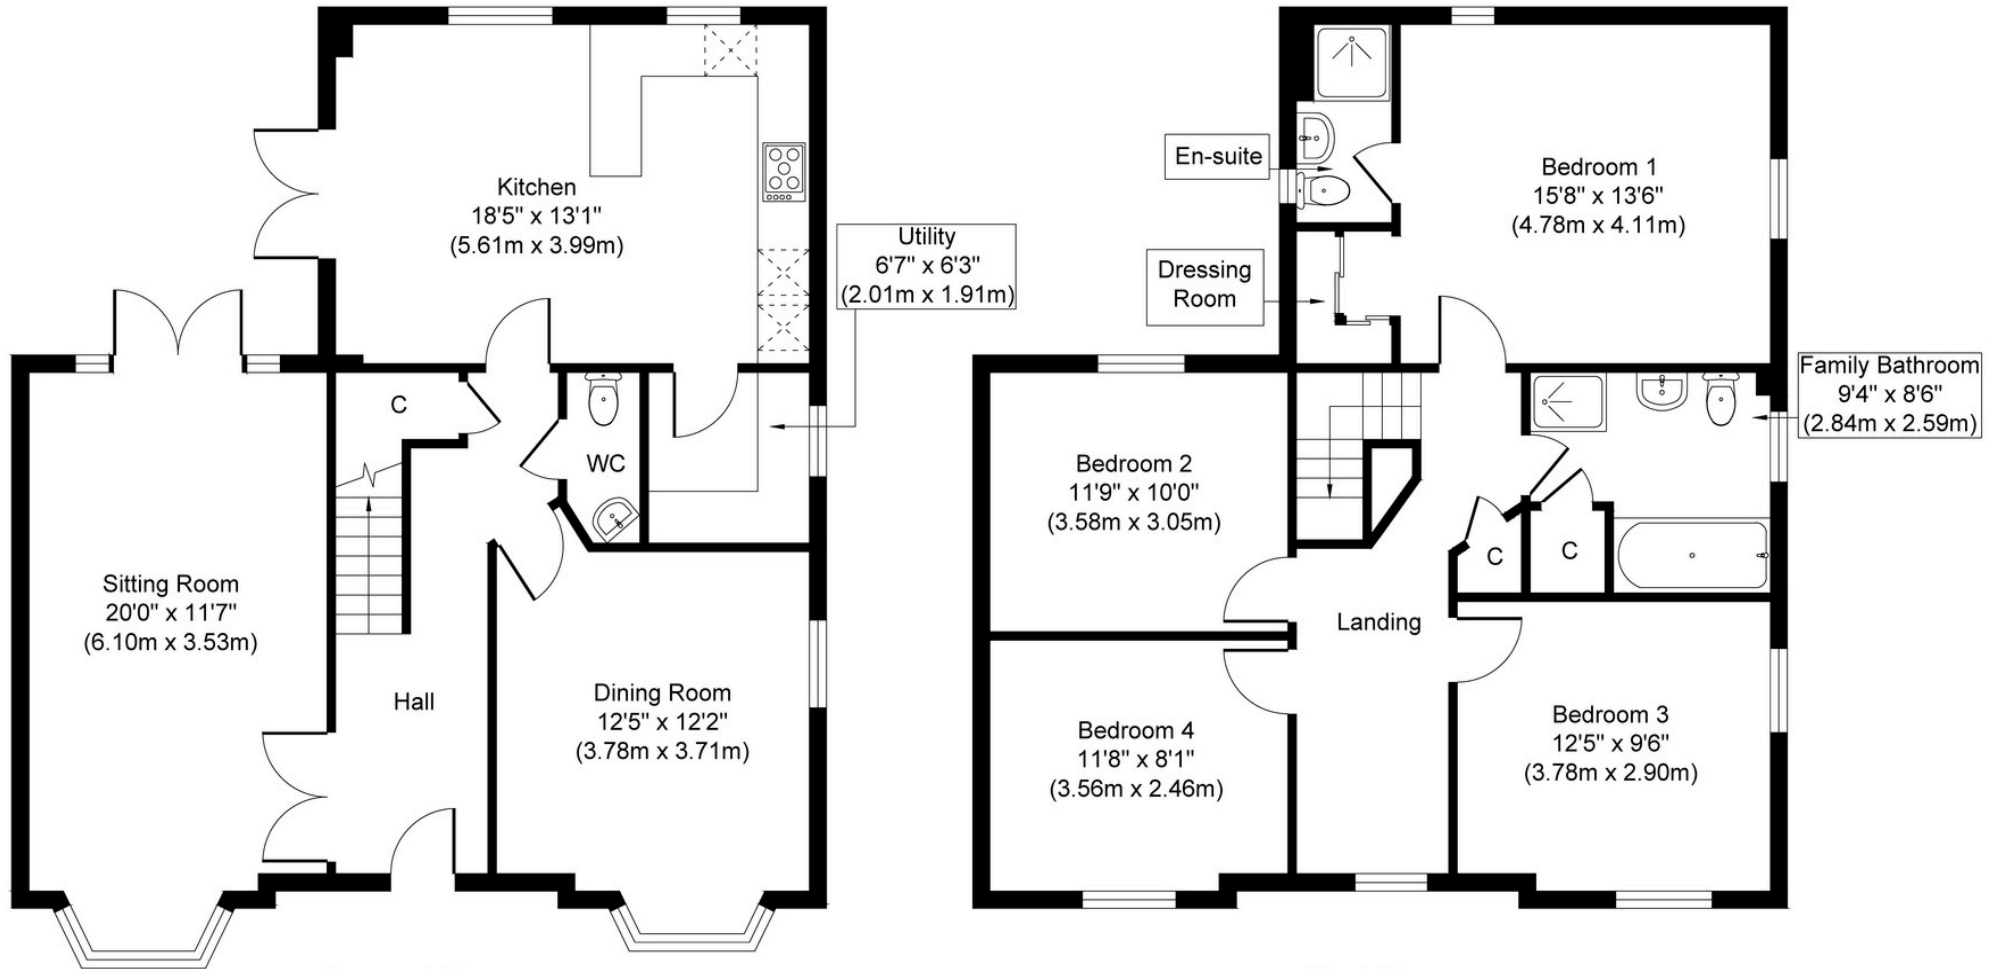 Kitchen
18'5" x 13'1"
(5.61m x 3.99m)
Utility
6'7" x 6'3"
(2.01m x 1.91m)
C
WC
Sitting Room
20'0" x 11'7"
(6.10m x 3.53m)
Hall
Dining Room
12'5" x 12'2"
(3.78m x 3.71m)
En-suite
Bedroom 1
15'8" x 13'6"
(4.78m x 4.11m)
Dressing
Room
Family Bathroom
9'4" x 8'6"
(2.84m x 2.59m)
Bedroom 2
11'9" x 10'0"
(3.58m x 3.05m)
C
C
Landing
Bedroom 4
11'8" x 8'1"
(3.56m x 2.46m)
Bedroom 3
12'5" x 9'6"
(3.78m x 2.90m)